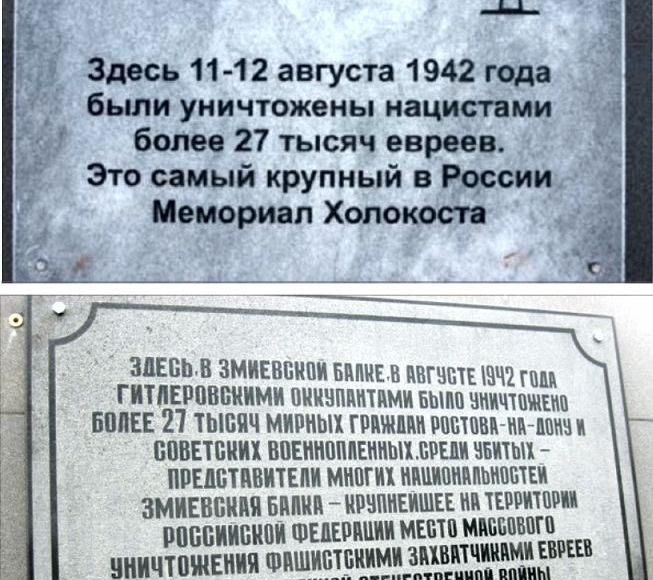 Здесь 11-12 августа 1942 года
были уничтожены нацистами
более 27 тысяч евреев.
Это самый крупный в России
Мемориал Холокоста
ЗДЕСЬ, В ЗМИЕВСКОЙ БАЛКЕ, В АВГУСТЕ 1942 ГОДА
ГИТЛЕРОВСКИМИ ОККУПАНТАМИ БЫЛО УНИЧТОЖЕНО
БОЛЕЕ 27 ТЫСЯЧ МИРНЫХ ГРАЖДАН РОСТОВА-НА-ДОНУ И
СОВЕТСКИХ ВОЕННОПЛЕННЫХ.СРЕДИ УБИТЫХ –
ПРЕДСТАВИТЕЛИ МНОГИХ НАЦИОНАЛЬНОСТЕЙ
ЗМИЕВСКАЯ БАЛКА – КРУПНЕЙШЕЕ НА ТЕРРИТОРИИ
РОССИЙСКОЙ ФЕДЕРАЦИИ МЕСТО МАССОВОГО
УНИЧТОЖЕНИЯ ФАШИСТСКИМИ ЗАХВАТЧИКАМИ ЕВРЕЕВ
ОТЕЧЕСТВЕННОЙ ВОЙНЫ